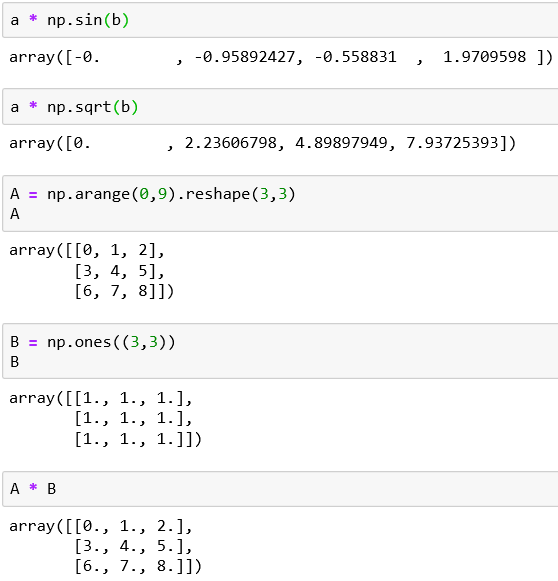 a * np.sin(b)
array([-0.        , -0.95892427, -0.558831  ,  1.9709598 ])
a * np.sqrt(b)
array([0.        , 2.23606798, 4.89897949, 7.93725393])
A = np.arange(0,9).reshape(3,3)
A
array([[0, 1, 2],
       [3, 4, 5],
       [6, 7, 8]])
B = np.ones((3,3))
B
array([[1., 1., 1.],
       [1., 1., 1.],
       [1., 1., 1.]])
A * B
array([[0., 1., 2.],
       [3., 4., 5.],
       [6., 7., 8.]])